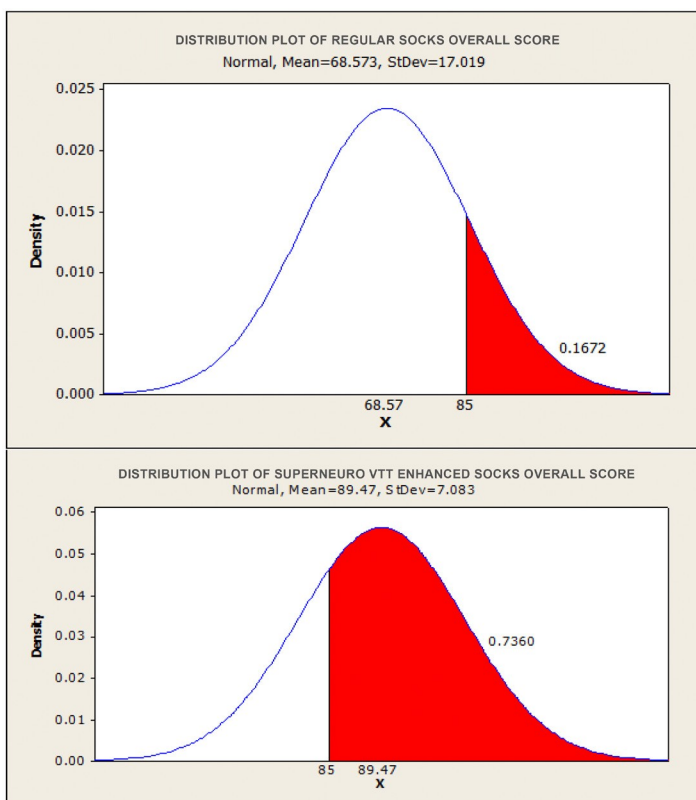 DISTRIBUTION PLOT OF REGULAR SOCKS OVERALL SCORE
Normal, Mean=68.573, StDev=17.019
0.025
0.020
0.015
0.010
0.005
0.000
Density
0.1672
68.57 85
X
DISTRIBUTION PLOT OF SUPERNEURO VTT ENHANCED SOCKS OVERALL SCORE
Normal, Mean=89.47, StDev=7.083
0.06
0.05
0.04
0.03
0.02
0.01
0.00
Density
0.7360
85 89.47
X